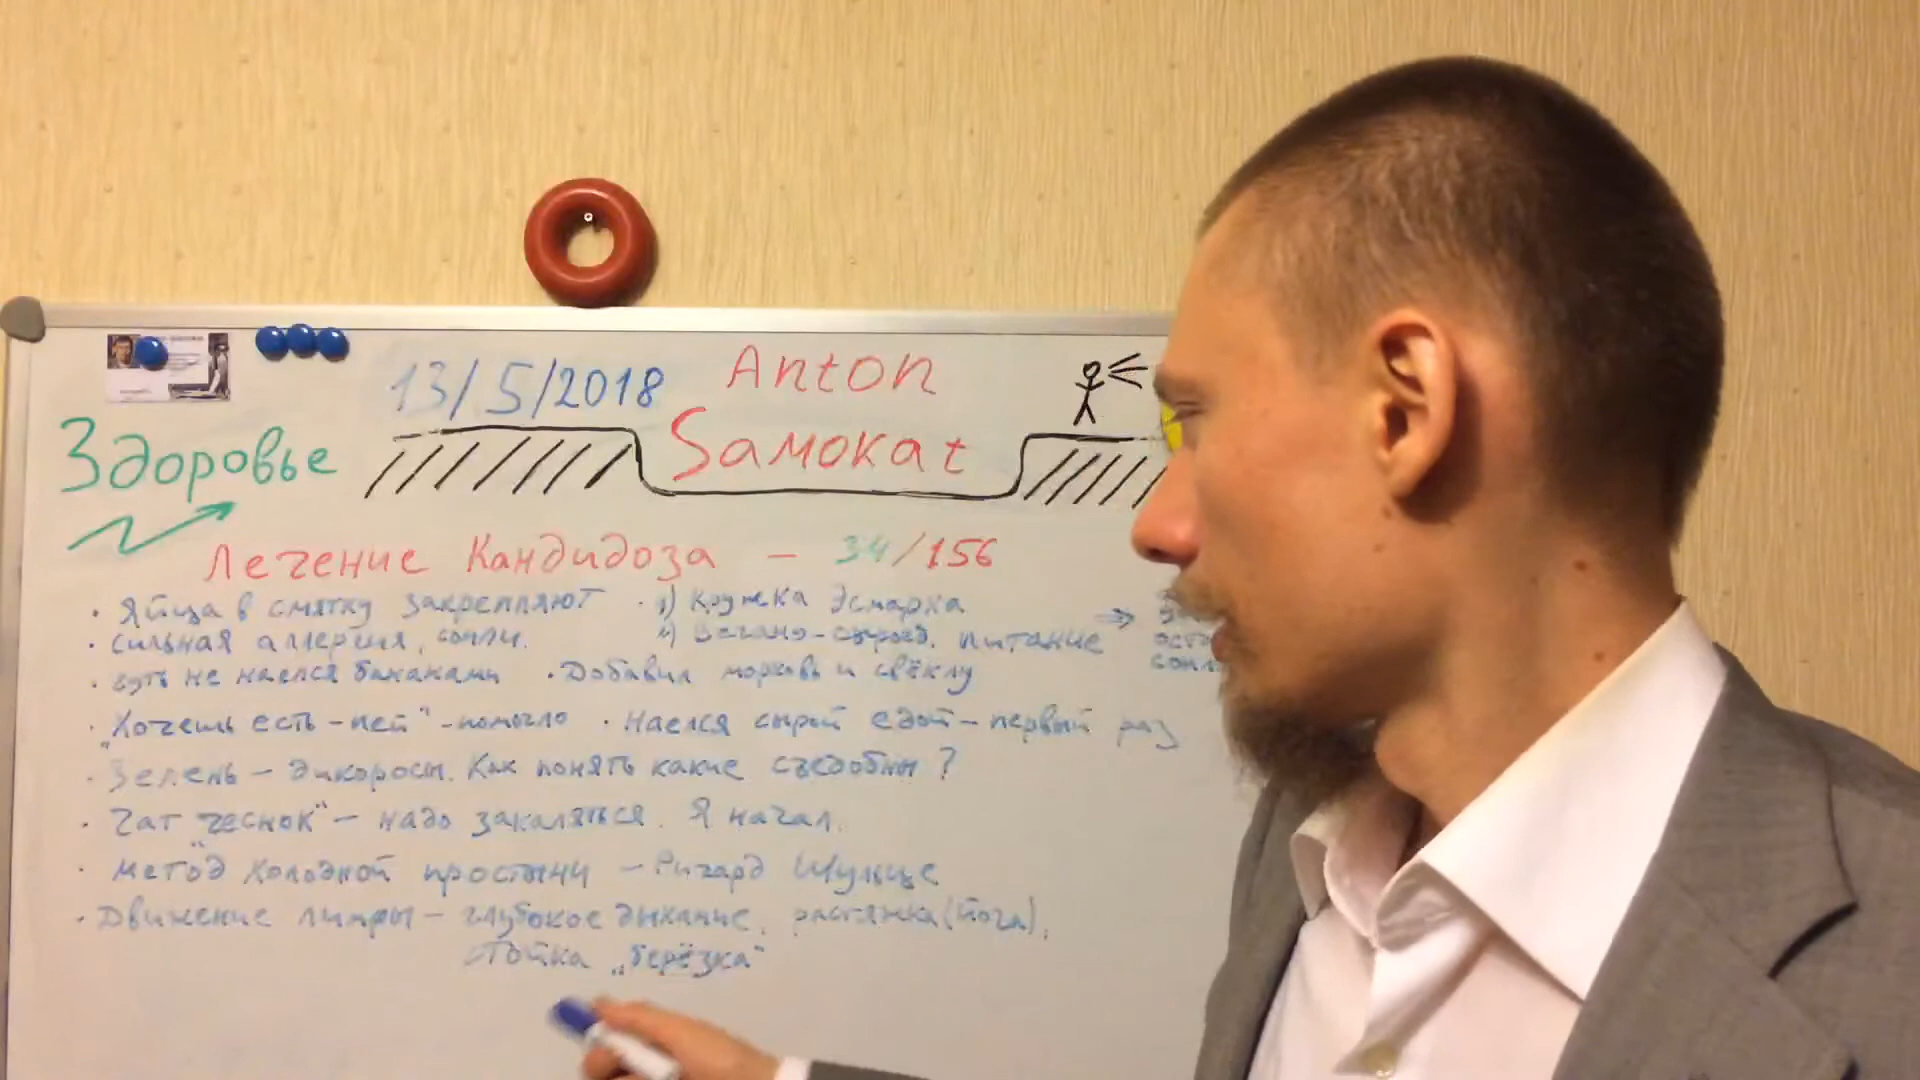 13/5/2018
Anton
Sамокат
Здоровье
Лечение Кандидоза – 34/156
· Яйца в смятку закрепляют · 1) Кружка Эсмарха
· сильная аллергия, сопли. 2) Вегано-сыроед. питание ⇒
· чуть не наелся бананами · Добавил морковь и свёклу
· „Хочешь есть – пей" – помогло · Наелся сырой едой – первый раз
· Зелень – дикоросы. Как понять какие съедобны?
· Чат „чеснок" – надо закаляться. Я начал.
· Метод холодной простыни – Ричард Шульце
· Движение лимфы – глубокое дыхание, растяжка (йога),
стойка „берёзка"